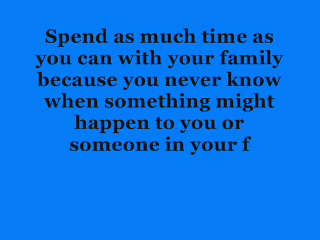 Spend as much time as
you can with your family
because you never know
when something might
happen to you or
someone in your f